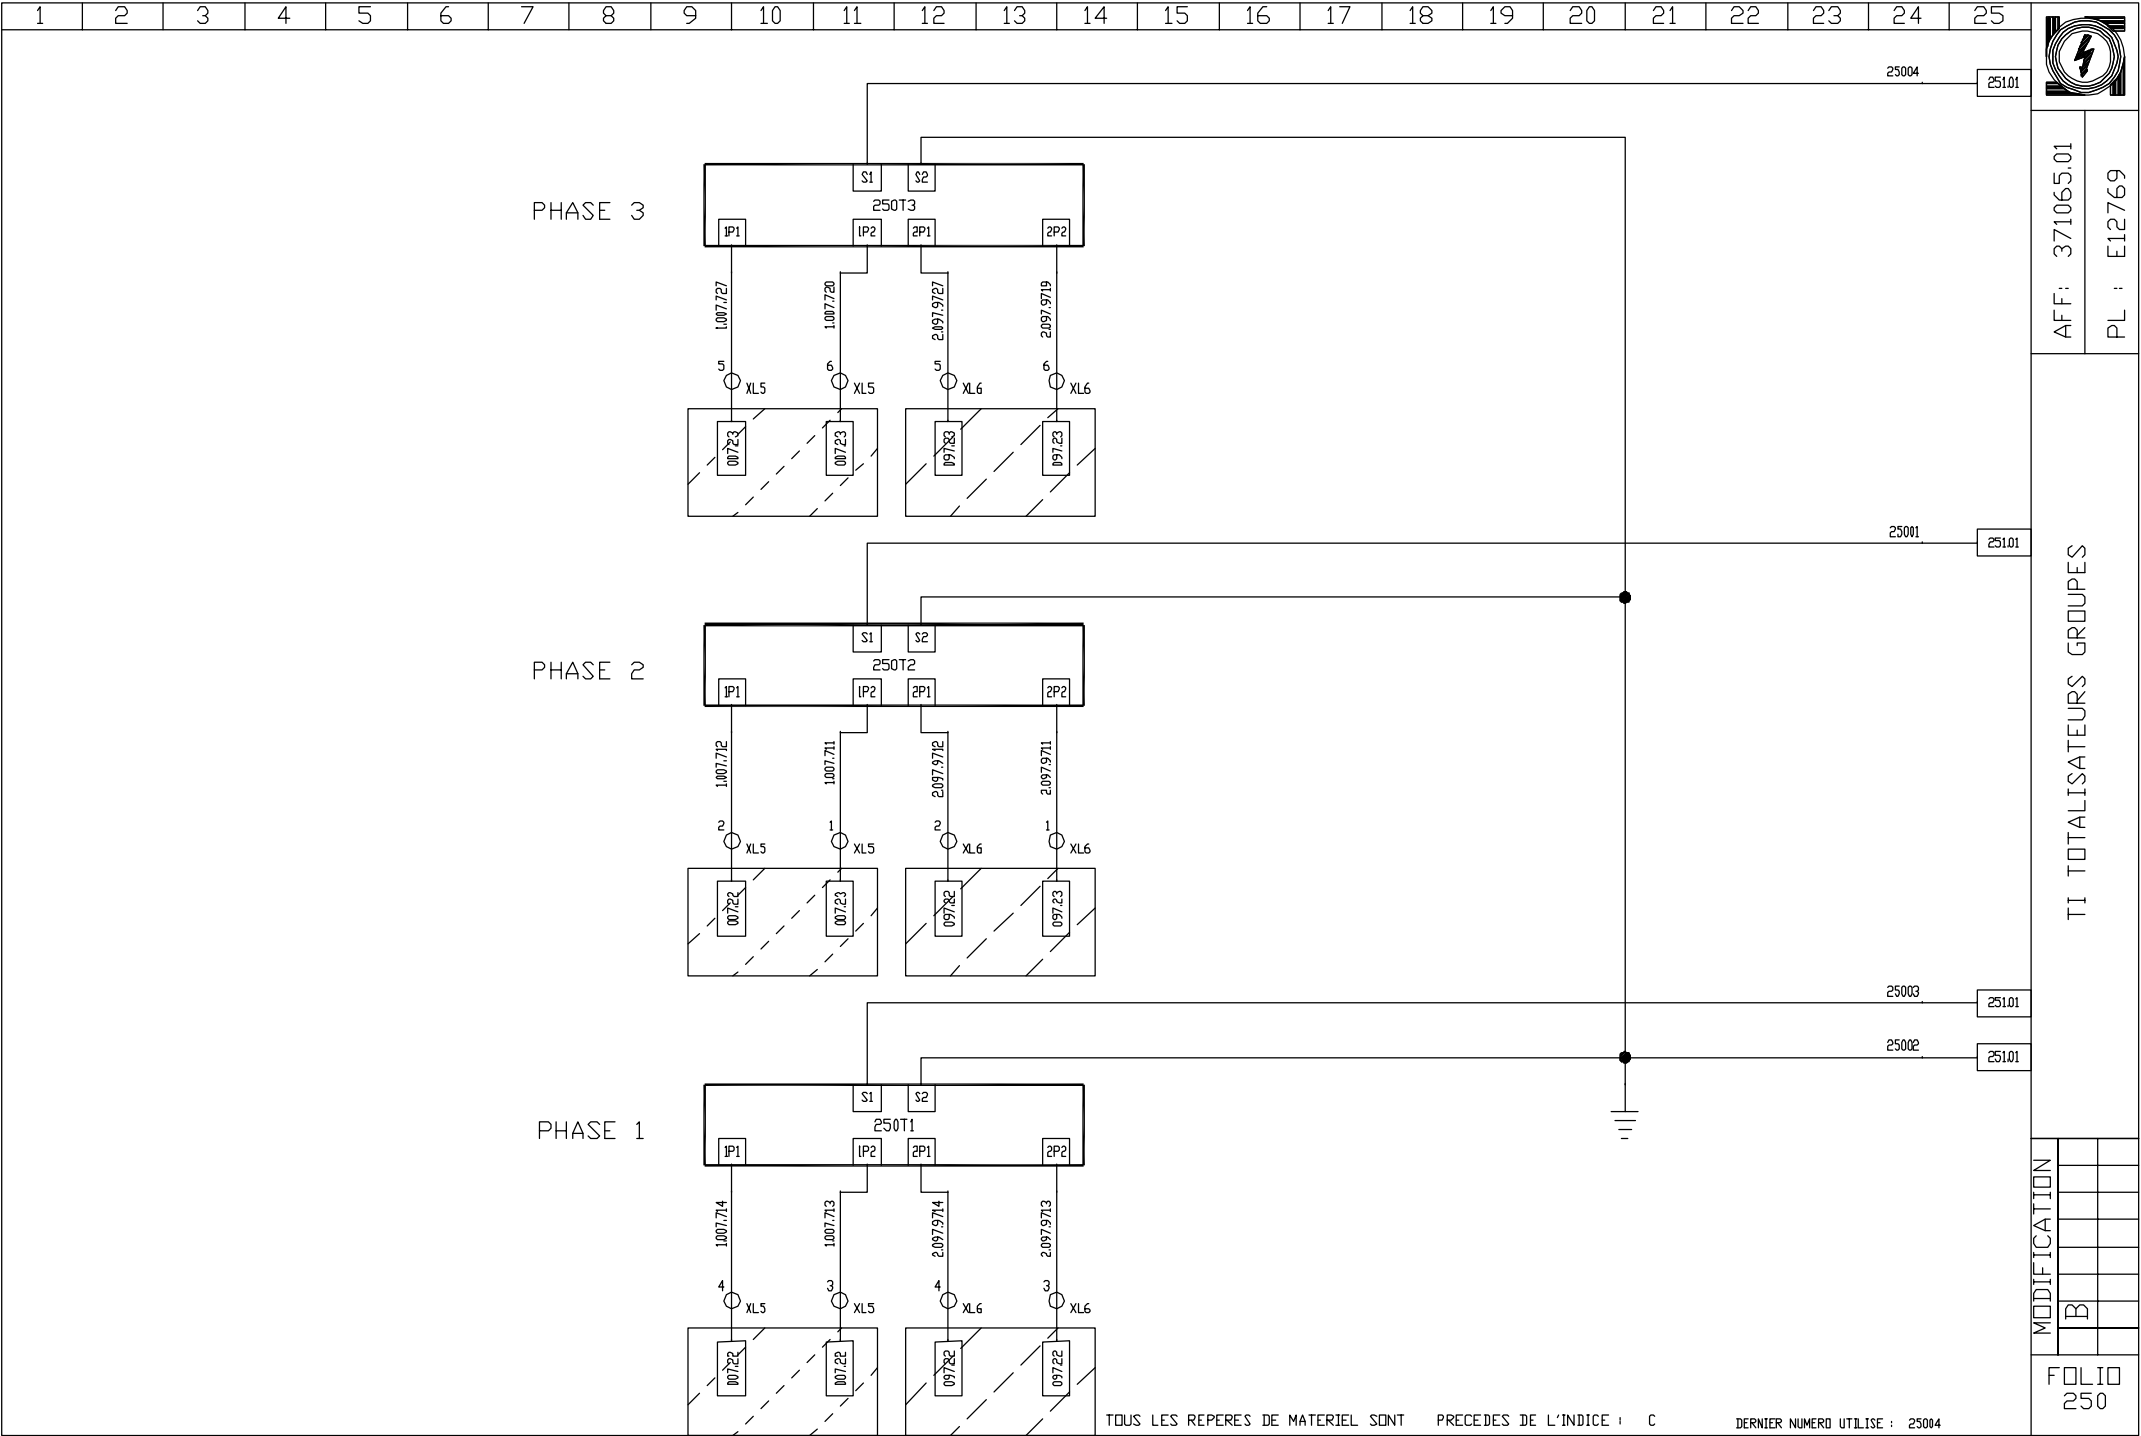 1 2 3 4 5 6 7 8 9 10 11 12 13 14 15 16 17 18 19 20 21 22 23 24 25
25004
251.01
S1 S2
PHASE 3
250T3
1P1 1P2 2P1 2P2
1.007.727 1.007.720 2.097.9727 2.097.9719
5 XL5 6 XL5 5 XL6 6 XL6
007.23 007.23 097.23 097.23
25001
251.01
S1 S2
PHASE 2
250T2
1P1 1P2 2P1 2P2
1.007.712 1.007.711 2.097.9712 2.097.9711
2 XL5 1 XL5 2 XL6 1 XL6
007.22 007.23 097.22 097.23
25003
251.01
25002
251.01
S1 S2
PHASE 1
250T1
1P1 1P2 2P1 2P2
1.007.714 1.007.713 2.097.9714 2.097.9713
4 XL5 3 XL5 4 XL6 3 XL6
007.22 007.22 097.22 097.22
TOUS LES REPERES DE MATERIEL SONT PRECEDES DE L'INDICE : C
DERNIER NUMERO UTILISE : 25004
AFF: 371065.01
PL : E12769
TI TOTALISATEURS GROUPES
MODIFICATION
B
FOLIO
250